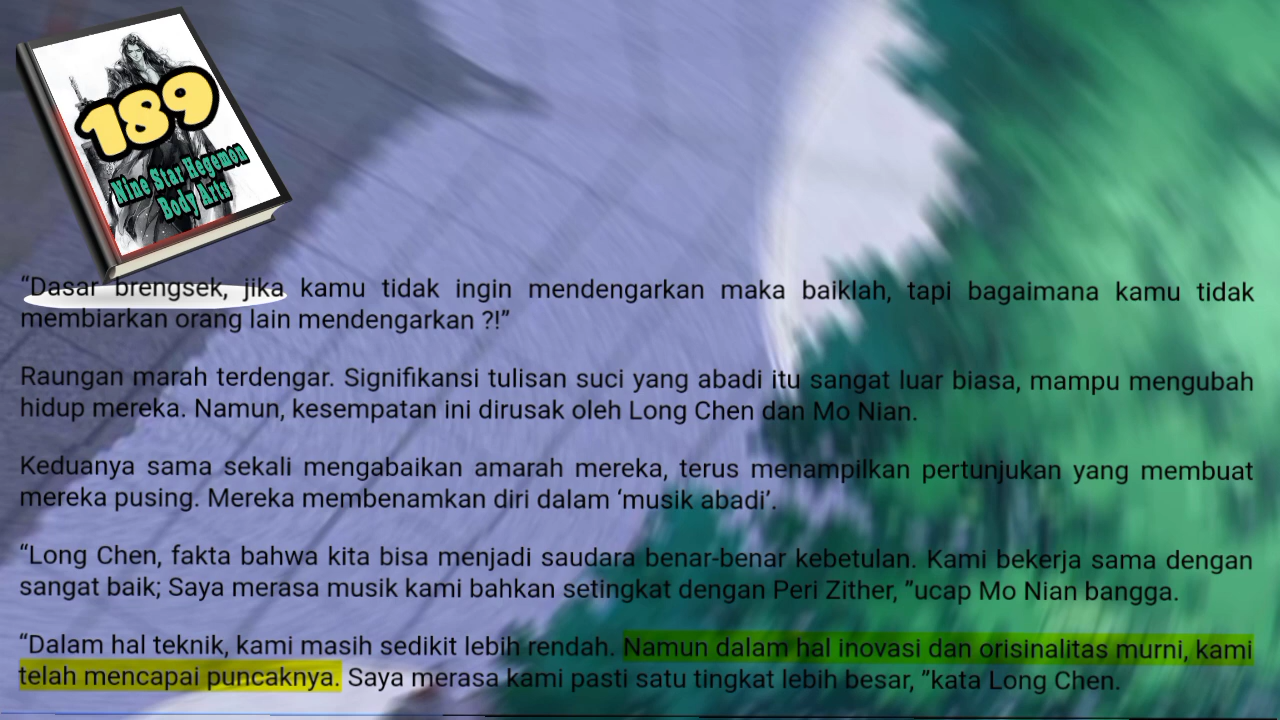 189
Nine Star Hegemon
Body Arts
“Dasar brengsek, jika kamu tidak ingin mendengarkan maka baiklah, tapi bagaimana kamu tidak
membiarkan orang lain mendengarkan ?!”
Raungan marah terdengar. Signifikansi tulisan suci yang abadi itu sangat luar biasa, mampu mengubah
hidup mereka. Namun, kesempatan ini dirusak oleh Long Chen dan Mo Nian.
Keduanya sama sekali mengabaikan amarah mereka, terus menampilkan pertunjukan yang membuat
mereka pusing. Mereka membenamkan diri dalam ‘musik abadi’.
“Long Chen, fakta bahwa kita bisa menjadi saudara benar-benar kebetulan. Kami bekerja sama dengan
sangat baik; Saya merasa musik kami bahkan setingkat dengan Peri Zither, ”ucap Mo Nian bangga.
“Dalam hal teknik, kami masih sedikit lebih rendah. Namun dalam hal inovasi dan orisinalitas murni, kami
telah mencapai puncaknya. Saya merasa kami pasti satu tingkat lebih besar, ”kata Long Chen.